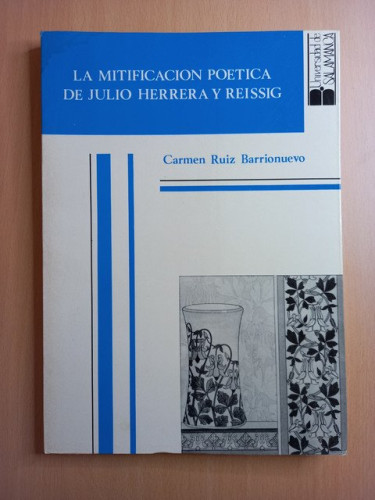 LA MITIFICACION POETICA
DE JULIO HERRERA Y REISSIG
Carmen Ruiz Barrionuevo
Universidad de
SALAMANCA